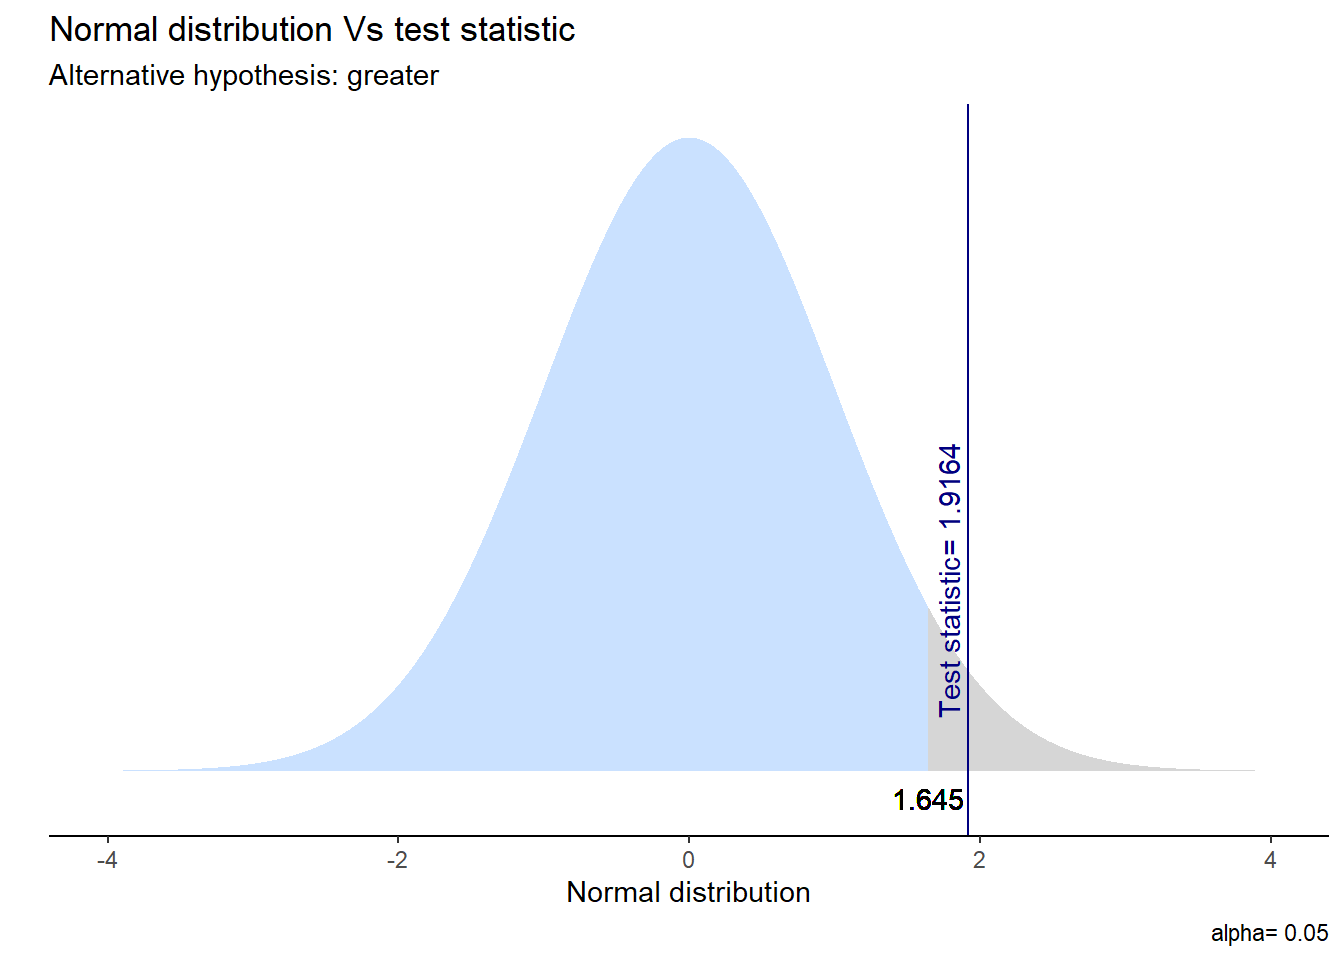 Normal distribution Vs test statistic
Alternative hypothesis: greater
Test statistic= 1.9164
1.645
-4 -2 0 2 4
Normal distribution
alpha= 0.05